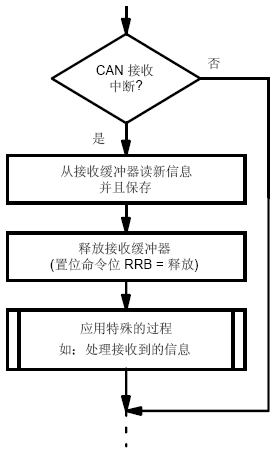 CAN 接收
中断?
否
是
从接收缓冲器读新信息
并且保存
释放接收缓冲器
(置位命令位 RRB = 释放)
应用特殊的过程
如：处理接收到的信息